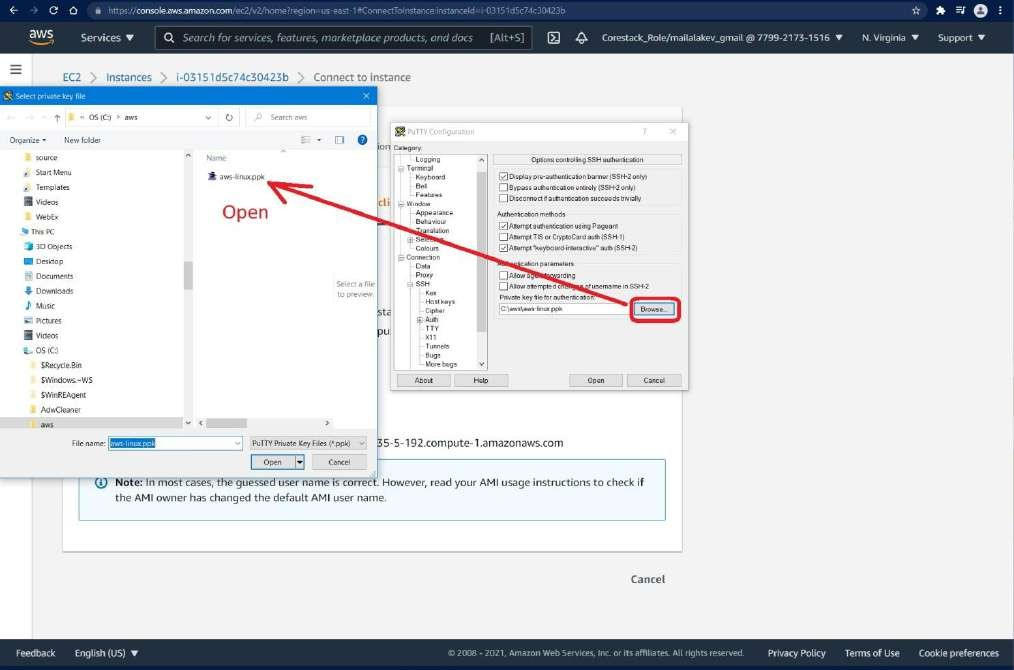 https://console.aws.amazon.com/ec2/v2/home?region=us-east-1#ConnectToInstance:instanceId=i-03151d5c74c30423b
aws
Services
Search for services, features, marketplace products, and docs
[Alt+S]
Corestack_Role/mailalakev_gmail @ 7799-2173-1516
N. Virginia
Support
EC2
Instances
i-03151d5c74c30423b
Connect to instance
Select private key file
« OS (C:) > aws
Search aws
Organize
New folder
source
Start Menu
Templates
Videos
WebEx
This PC
3D Objects
Desktop
Documents
Downloads
Music
Pictures
Videos
OS (C:)
$Recycle.Bin
$Windows.~WS
$WinREAgent
AdwCleaner
aws
Name
aws-linux.ppk
Open
Select a file
to preview.
File name:
aws-linux.ppk
PuTTY Private Key Files (*.ppk)
Open
Cancel
PuTTY Configuration
?
Category:
Logging
Terminal
Keyboard
Bell
Features
Window
Appearance
Behaviour
Translation
Selection
Colours
Connection
Data
Proxy
SSH
Kex
Host keys
Cipher
Auth
TTY
X11
Tunnels
Bugs
More bugs
Options controlling SSH authentication
Display pre-authentication banner (SSH-2 only)
Bypass authentication entirely (SSH-2 only)
Disconnect if authentication succeeds trivially
Authentication methods
Attempt authentication using Pageant
Attempt TIS or CryptoCard auth (SSH-1)
Attempt "keyboard-interactive" auth (SSH-2)
Authentication parameters
Allow agent forwarding
Allow attempted changes of username in SSH-2
Private key file for authentication:
C:\aws\aws-linux.ppk
Browse...
About
Help
Open
Cancel
35-5-192.compute-1.amazonaws.com
Note: In most cases, the guessed user name is correct. However, read your AMI usage instructions to check if
the AMI owner has changed the default AMI user name.
Cancel
Feedback
English (US)
© 2008 - 2021, Amazon Web Services, Inc. or its affiliates. All rights reserved.
Privacy Policy
Terms of Use
Cookie preferences